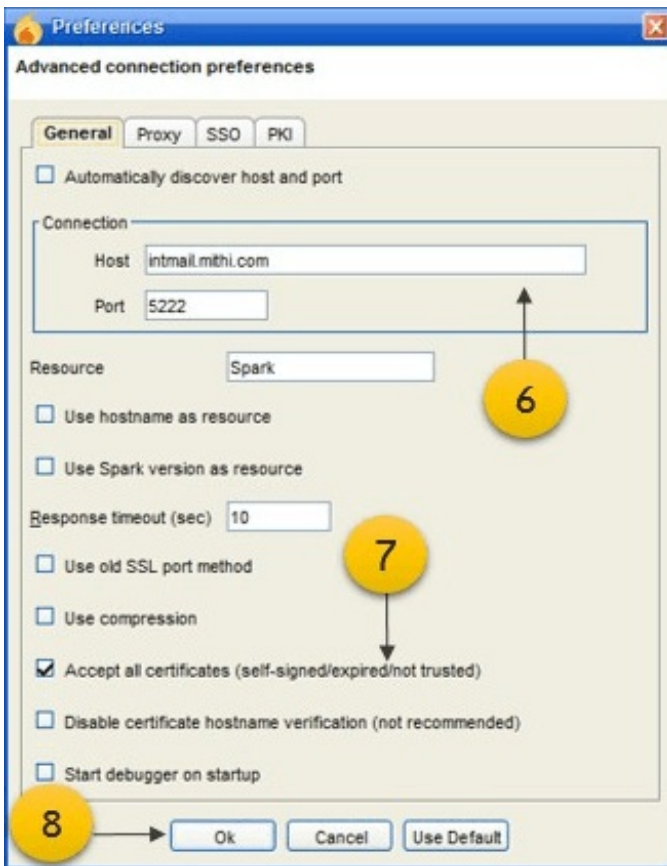 Preferences
Advanced connection preferences
General Proxy SSO PKI
Automatically discover host and port
Connection
Host intmail.mithi.com
Port 5222
6
Resource Spark
Use hostname as resource
Use Spark version as resource
Response timeout (sec) 10
7
Use old SSL port method
Use compression
Accept all certificates (self-signed/expired/not trusted)
Disable certificate hostname verification (not recommended)
Start debugger on startup
8
Ok Cancel Use Default